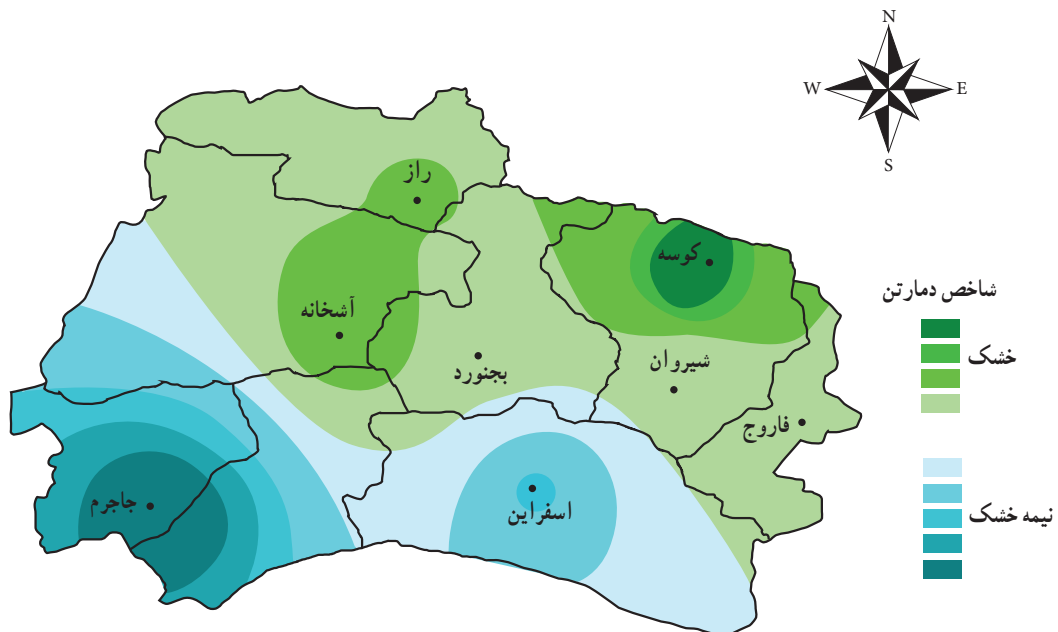 N
W
E
S
راز
کوسه
آشخانه
بجنورد
شیروان
فاروج
جاجرم
اسفراین
شاخص دمارتن
خشک
نیمه خشک